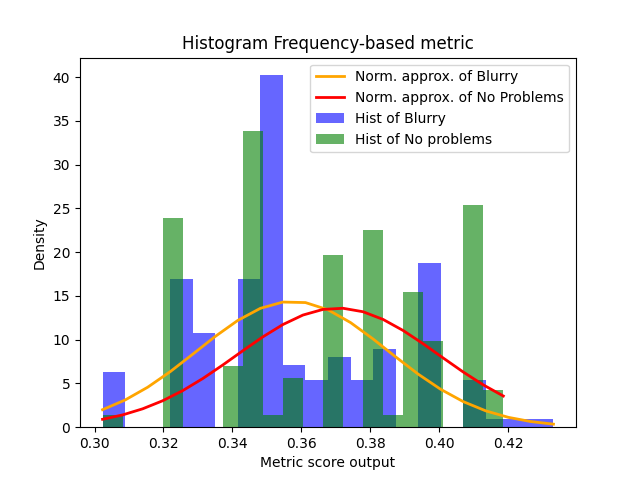 Histogram Frequency-based metric
Norm. approx. of Blurry
Norm. approx. of No Problems
Hist of Blurry
Hist of No problems
Density
40
35
30
25
20
15
10
5
0
0.30 0.32 0.34 0.36 0.38 0.40 0.42
Metric score output